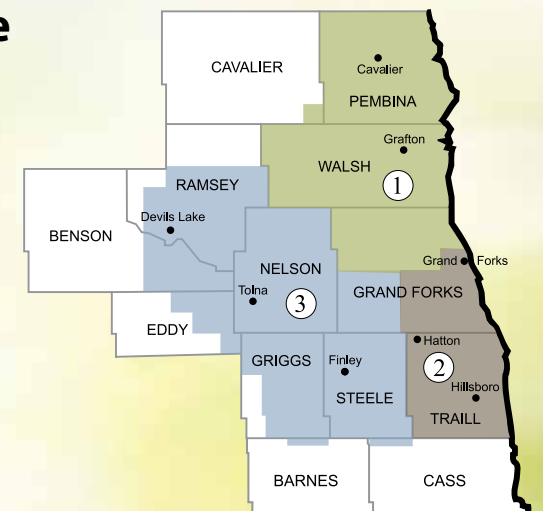 e
CAVALIER
Cavalier
PEMBINA
Grafton
WALSH
1
RAMSEY
Devils Lake
BENSON
Grand Forks
NELSON
Tolna
3
GRAND FORKS
EDDY
Hatton
GRIGGS
Finley
2
Hillsboro
STEELE
TRAILL
BARNES
CASS